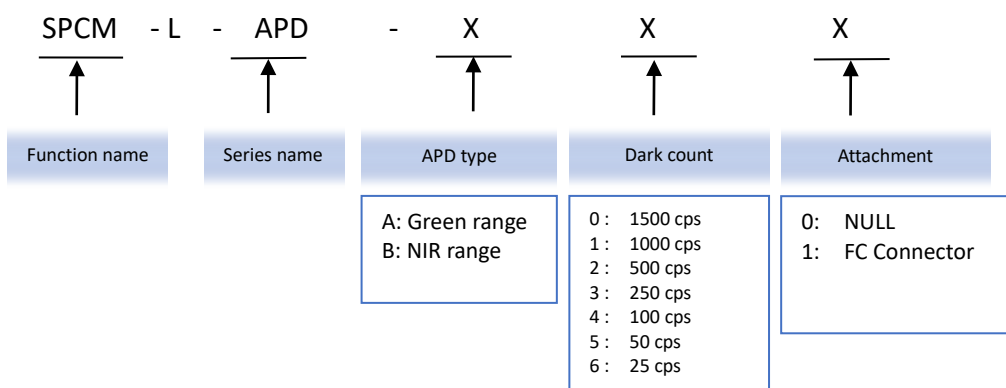 SPCM - L - APD - X X X
Function name Series name APD type Dark count Attachment
A: Green range
B: NIR range
0 : 1500 cps
1 : 1000 cps
2 : 500 cps
3 : 250 cps
4 : 100 cps
5 : 50 cps
6 : 25 cps
0: NULL
1: FC Connector